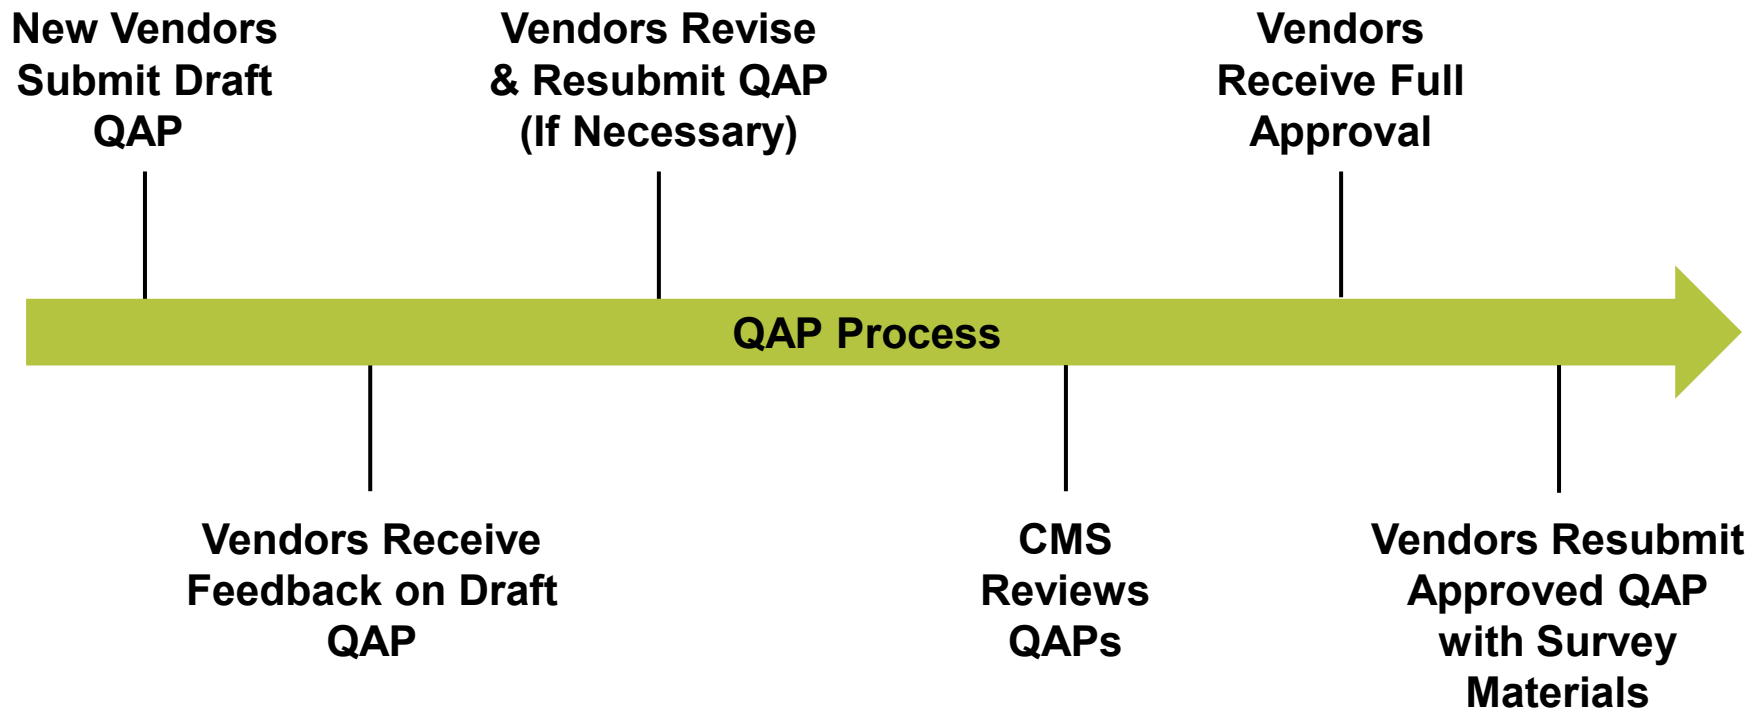 New Vendors
Submit Draft
QAP
Vendors Revise
& Resubmit QAP
(If Necessary)
Vendors
Receive Full
Approval
QAP Process
Vendors Receive
Feedback on Draft
QAP
CMS
Reviews
QAPs
Vendors Resubmit
Approved QAP
with Survey
Materials